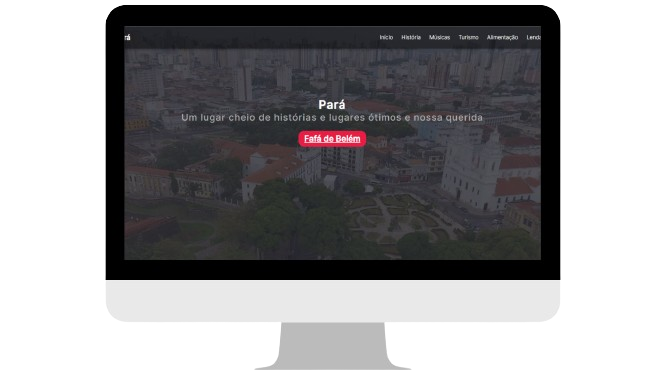 rá
Início História Músicas Turismo Alimentação Lenda
Pará
Um lugar cheio de histórias e lugares ótimos e nossa querida
Fafá de Belém